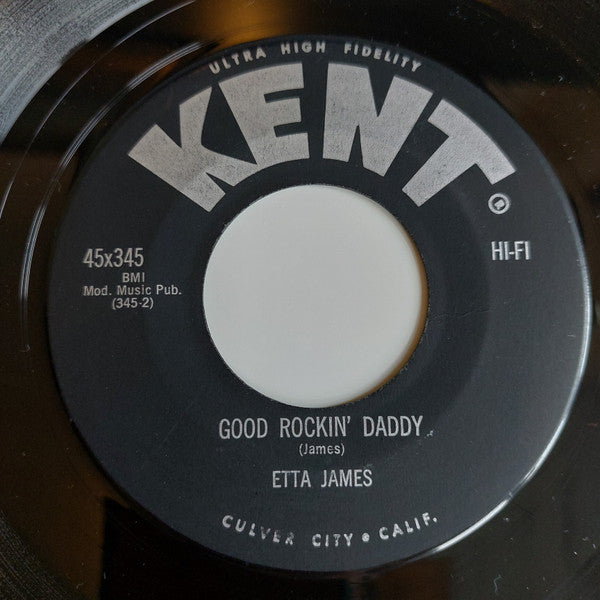 ULTRA HIGH FIDELITY
KENT
®
45x345
BMI
Mod. Music Pub.
(345-2)
HI-FI
GOOD ROCKIN' DADDY
(James)
ETTA JAMES
CULVER CITY • CALIF.